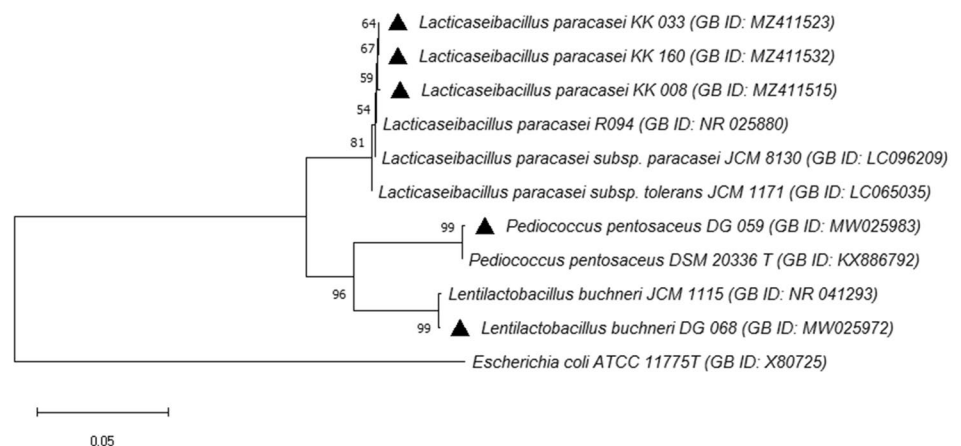 64
Lacticaseibacillus paracasei KK 033 (GB ID: MZ411523)
67
Lacticaseibacillus paracasei KK 160 (GB ID: MZ411532)
59
Lacticaseibacillus paracasei KK 008 (GB ID: MZ411515)
54
Lacticaseibacillus paracasei R094 (GB ID: NR 025880)
81
Lacticaseibacillus paracasei subsp. paracasei JCM 8130 (GB ID: LC096209)
Lacticaseibacillus paracasei subsp. tolerans JCM 1171 (GB ID: LC065035)
99
Pediococcus pentosaceus DG 059 (GB ID: MW025983)
Pediococcus pentosaceus DSM 20336 T (GB ID: KX886792)
96
Lentilactobacillus buchneri JCM 1115 (GB ID: NR 041293)
99
Lentilactobacillus buchneri DG 068 (GB ID: MW025972)
Escherichia coli ATCC 11775T (GB ID: X80725)
0.05